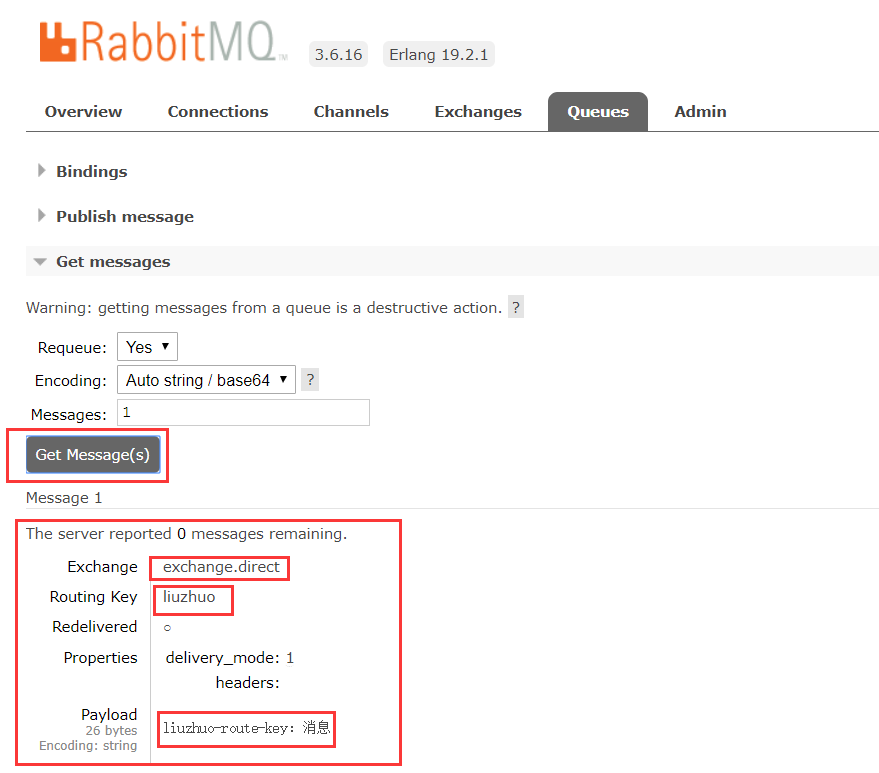 RabbitMQ™ 3.6.16 Erlang 19.2.1
Overview Connections Channels Exchanges Queues Admin
Bindings
Publish message
Get messages
Warning: getting messages from a queue is a destructive action. ?
Requeue: Yes
Encoding: Auto string / base64 ?
Messages: 1
Get Message(s)
Message 1
The server reported 0 messages remaining.
Exchange exchange.direct
Routing Key liuzhuo
Redelivered ○
Properties delivery_mode: 1
headers:
Payload
26 bytes
Encoding: string
liuzhuo-route-key: 消息